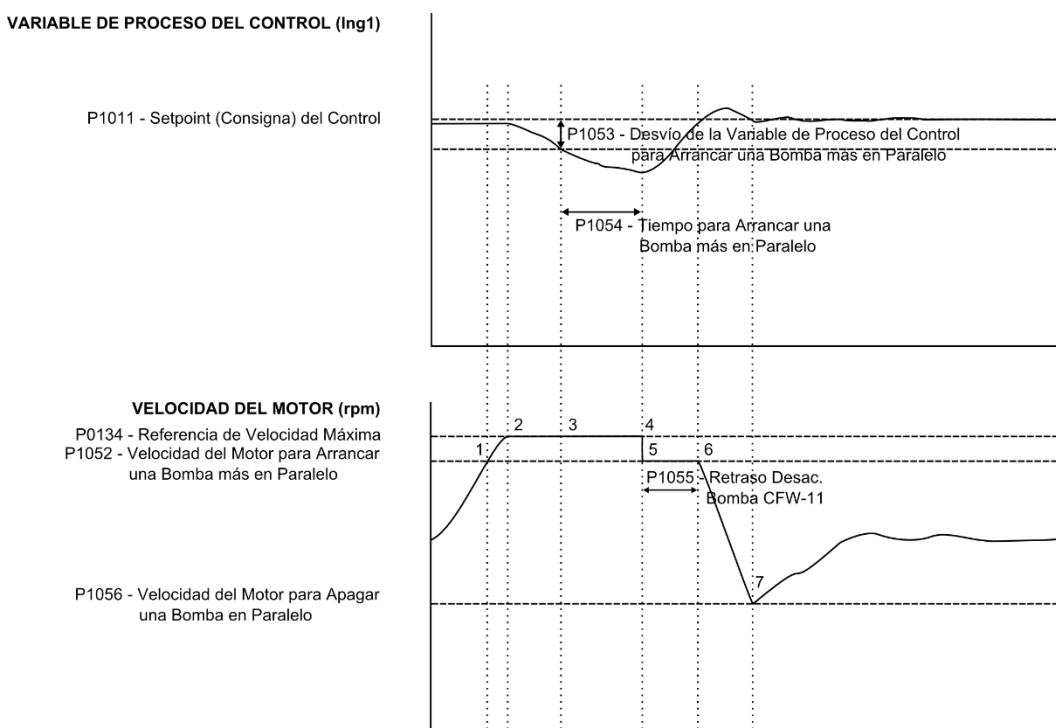 VARIABLE DE PROCESO DEL CONTROL (Ing1)
P1011 - Setpoint (Consigna) del Control
P1053 - Desvío de la Variable de Proceso del Control
para Arrancar una Bomba más en Paralelo
P1054 - Tiempo para Arrancar una
Bomba más en Paralelo
VELOCIDAD DEL MOTOR (rpm)
P0134 - Referencia de Velocidad Máxima
P1052 - Velocidad del Motor para Arrancar
una Bomba más en Paralelo
1
2
3
4
5
6
P1055 - Retraso Desac.
Bomba CFW-11
7
P1056 - Velocidad del Motor para Apagar
una Bomba en Paralelo